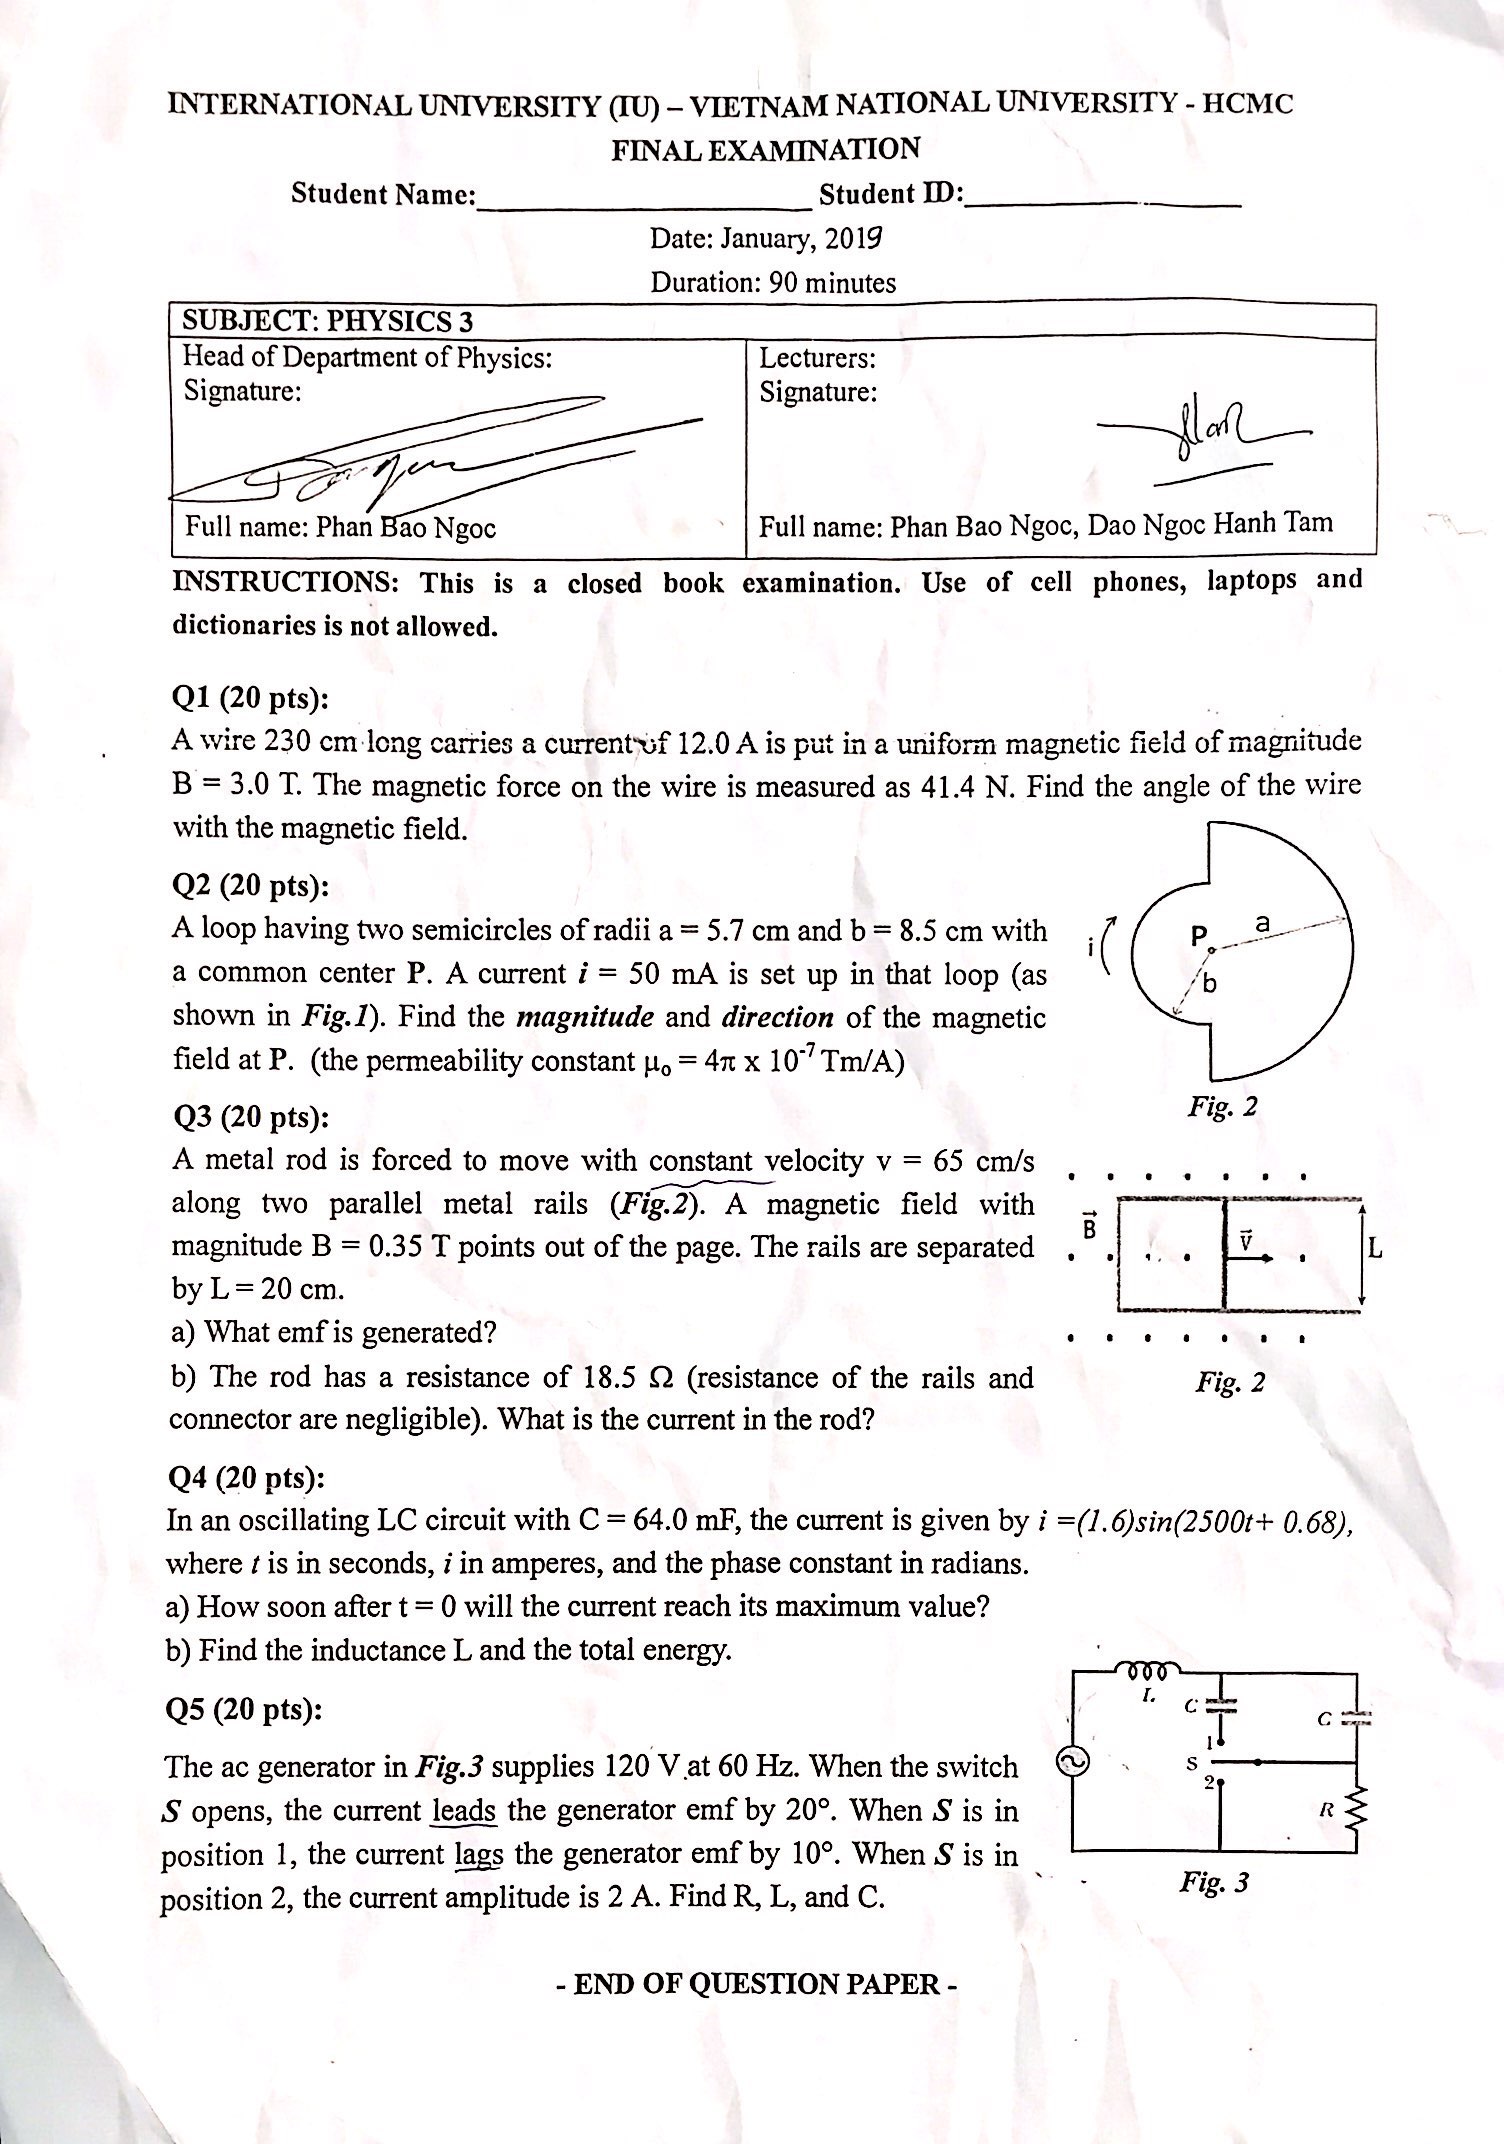 INTERNATIONAL UNIVERSITY (IU) – VIETNAM NATIONAL UNIVERSITY - HCMC
FINAL EXAMINATION
Student Name:____________ Student ID:____________
Date: January, 2019
Duration: 90 minutes
SUBJECT: PHYSICS 3
Head of Department of Physics:
Signature:
Full name: Phan Bao Ngoc
Lecturers:
Signature:
Full name: Phan Bao Ngoc, Dao Ngoc Hanh Tam
INSTRUCTIONS: This is a closed book examination. Use of cell phones, laptops and
dictionaries is not allowed.
Q1 (20 pts):
A wire 230 cm long carries a current of 12.0 A is put in a uniform magnetic field of magnitude
B = 3.0 T. The magnetic force on the wire is measured as 41.4 N. Find the angle of the wire
with the magnetic field.
Q2 (20 pts):
A loop having two semicircles of radii a = 5.7 cm and b = 8.5 cm with
a common center P. A current i = 50 mA is set up in that loop (as
shown in Fig.1). Find the magnitude and direction of the magnetic
field at P. (the permeability constant μₒ = 4π x 10⁻⁷ Tm/A)
i
P
a
b
Fig. 2
Q3 (20 pts):
A metal rod is forced to move with constant velocity v = 65 cm/s
along two parallel metal rails (Fig.2). A magnetic field with
magnitude B = 0.35 T points out of the page. The rails are separated
by L = 20 cm.
a) What emf is generated?
b) The rod has a resistance of 18.5 Ω (resistance of the rails and
connector are negligible). What is the current in the rod?
B⃗
v⃗
L
Fig. 2
Q4 (20 pts):
In an oscillating LC circuit with C = 64.0 mF, the current is given by i =(1.6)sin(2500t+ 0.68),
where t is in seconds, i in amperes, and the phase constant in radians.
a) How soon after t = 0 will the current reach its maximum value?
b) Find the inductance L and the total energy.
Q5 (20 pts):
The ac generator in Fig.3 supplies 120 V at 60 Hz. When the switch
S opens, the current leads the generator emf by 20°. When S is in
position 1, the current lags the generator emf by 10°. When S is in
position 2, the current amplitude is 2 A. Find R, L, and C.
L
C
C
1
S
2
R
Fig. 3
- END OF QUESTION PAPER -